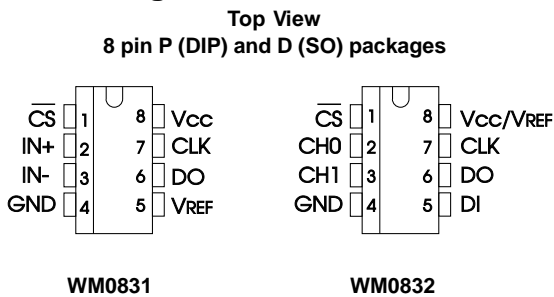 Top View
8 pin P (DIP) and D (SO) packages
CS 1 8 Vcc
IN+ 2 7 CLK
IN- 3 6 DO
GND 4 5 VREF
WM0831
CS 1 8 Vcc/VREF
CH0 2 7 CLK
CH1 3 6 DO
GND 4 5 DI
WM0832